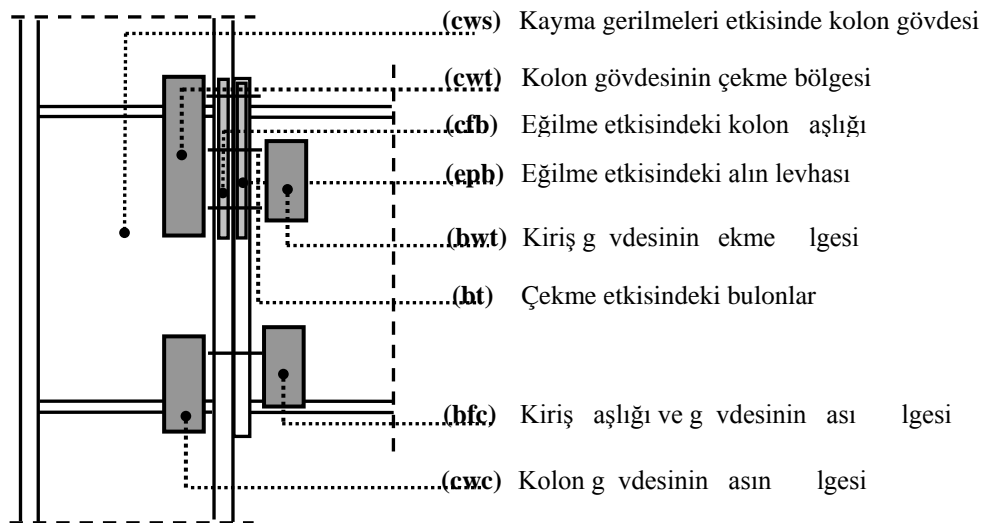 (cws) Kayma gerilmeleri etkisinde kolon gövdesi
(cwt) Kolon gövdesinin çekme bölgesi
(cfb) Eğilme etkisindeki kolon aşlığı
(epb) Eğilme etkisindeki alın levhası
(bwt) Kiriş g vdesinin ekme lgesi
(bt) Çekme etkisindeki bulonlar
(bfc) Kiriş aşlığı ve g vdesinin ası lgesi
(cwc) Kolon g vdesinin asın lgesi